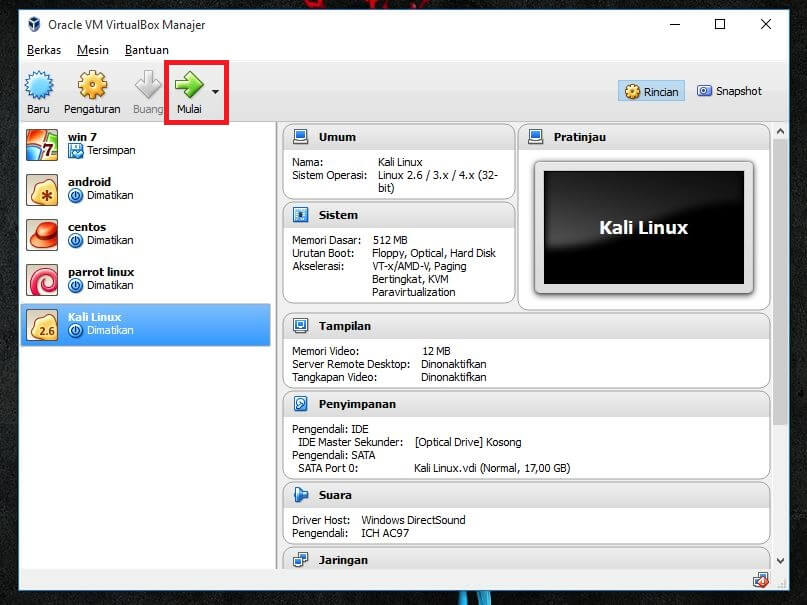 Oracle VM VirtualBox Manajer
Berkas Mesin Bantuan
Baru Pengaturan Buang Mulai Rincian Snapshot
win 7
Tersimpan
android
Dimatikan
centos
Dimatikan
parrot linux
Dimatikan
2.6 Kali Linux
Dimatikan
Umum
Nama: Kali Linux
Sistem Operasi: Linux 2.6 / 3.x / 4.x (32-
bit)
Sistem
Memori Dasar: 512 MB
Urutan Boot: Floppy, Optical, Hard Disk
Akselerasi: VT-x/AMD-V, Paging
Bertingkat, KVM
Paravirtualization
Pratinjau
Kali Linux
Tampilan
Memori Video: 12 MB
Server Remote Desktop: Dinonaktifkan
Tangkapan Video: Dinonaktifkan
Penyimpanan
Pengendali: IDE
IDE Master Sekunder: [Optical Drive] Kosong
Pengendali: SATA
SATA Port 0: Kali Linux.vdi (Normal, 17,00 GB)
Suara
Driver Host: Windows DirectSound
Pengendali: ICH AC97
Jaringan